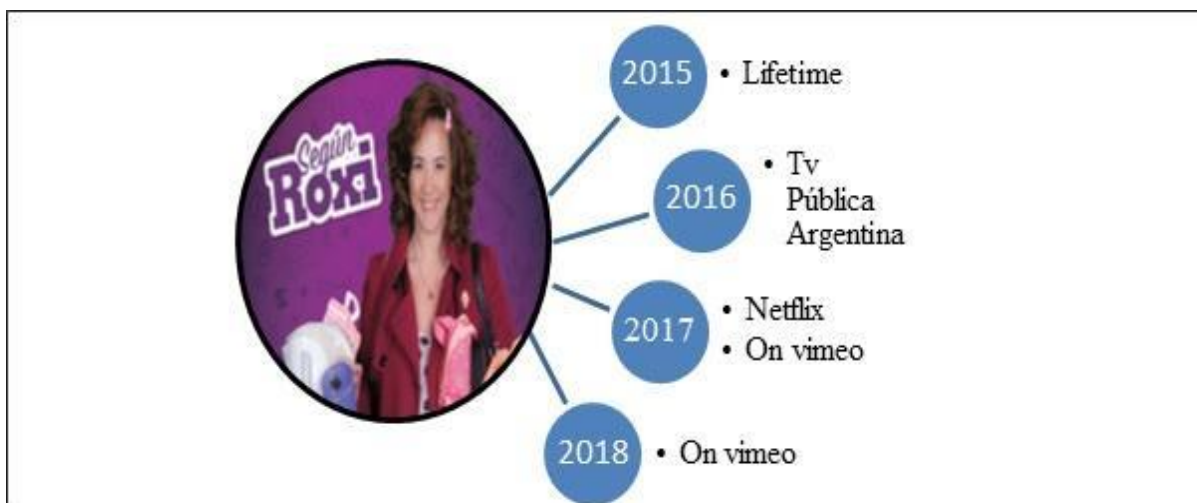 Según
Roxi
2015
• Lifetime
2016
• Tv
Pública
Argentina
2017
• Netflix
• On vimeo
2018
• On vimeo